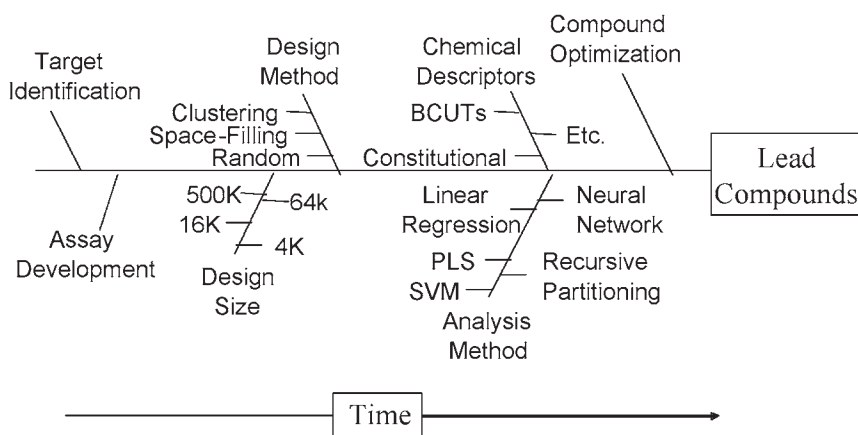 Target
Identification
Design
Method
Clustering
Space-Filling
Random
Chemical
Descriptors
BCUTs
Etc.
Constitutional
Compound
Optimization
Lead
Compounds
Assay
Development
500K
64k
16K
4K
Design
Size
Linear
Regression
Neural
Network
PLS
SVM
Recursive
Partitioning
Analysis
Method
Time